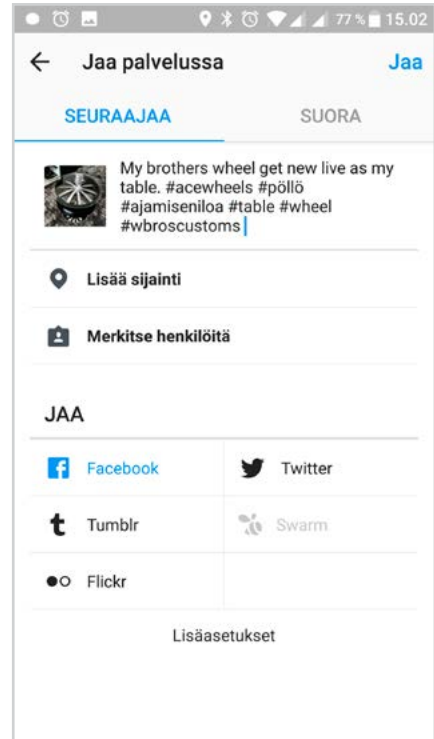 77 % 15.02
Jaa palvelussa Jaa
SEURAAJAA SUORA
My brothers wheel get new live as my
table. #acewheels #pöllö
#ajamiseniloa #table #wheel
#wbroscustoms
Lisää sijainti
Merkitse henkilöitä
JAA
Facebook Twitter
Tumblr Swarm
Flickr
Lisäasetukset